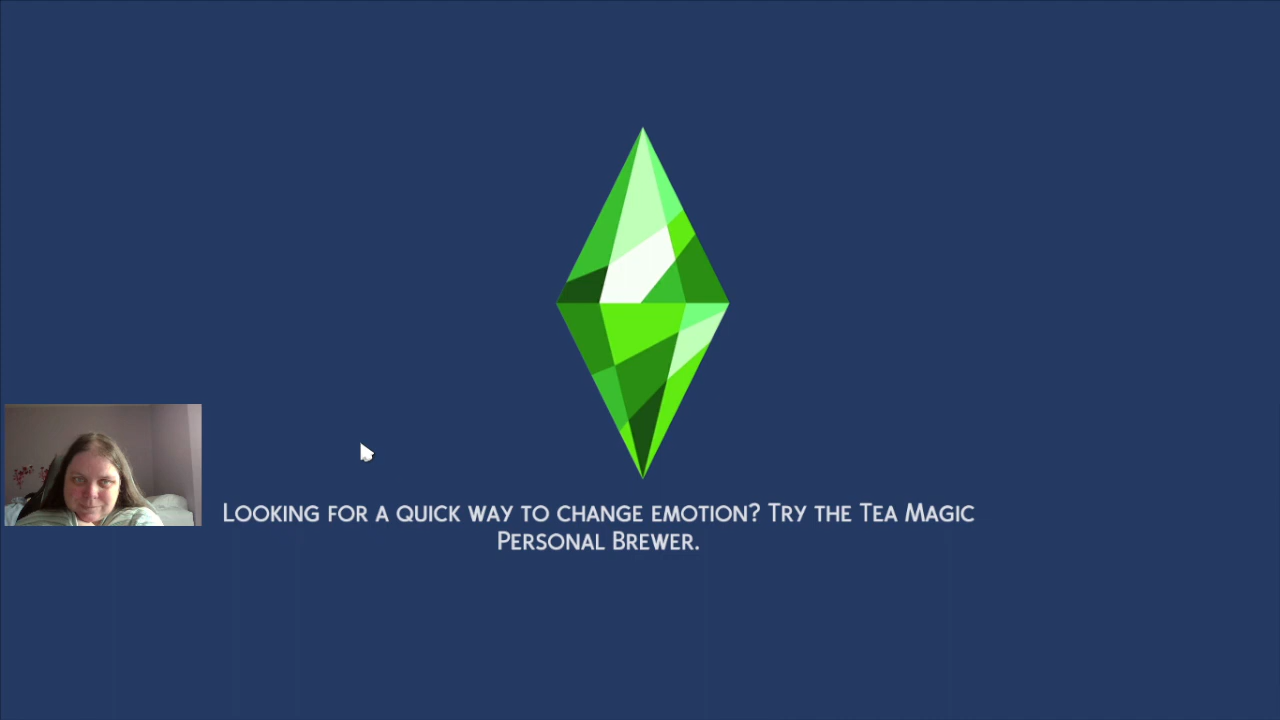 Looking for a quick way to change emotion? Try the Tea Magic
Personal Brewer.